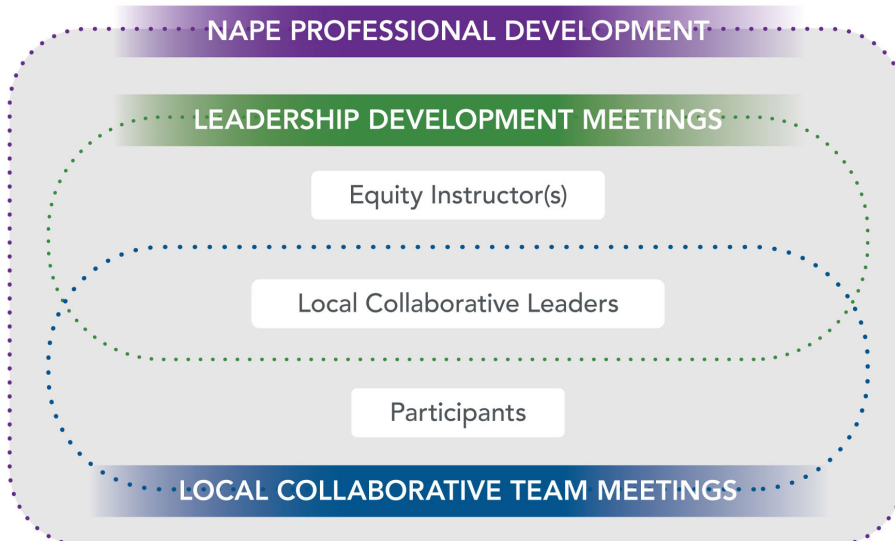 NAPE PROFESSIONAL DEVELOPMENT
LEADERSHIP DEVELOPMENT MEETINGS
Equity Instructor(s)
Local Collaborative Leaders
Participants
LOCAL COLLABORATIVE TEAM MEETINGS